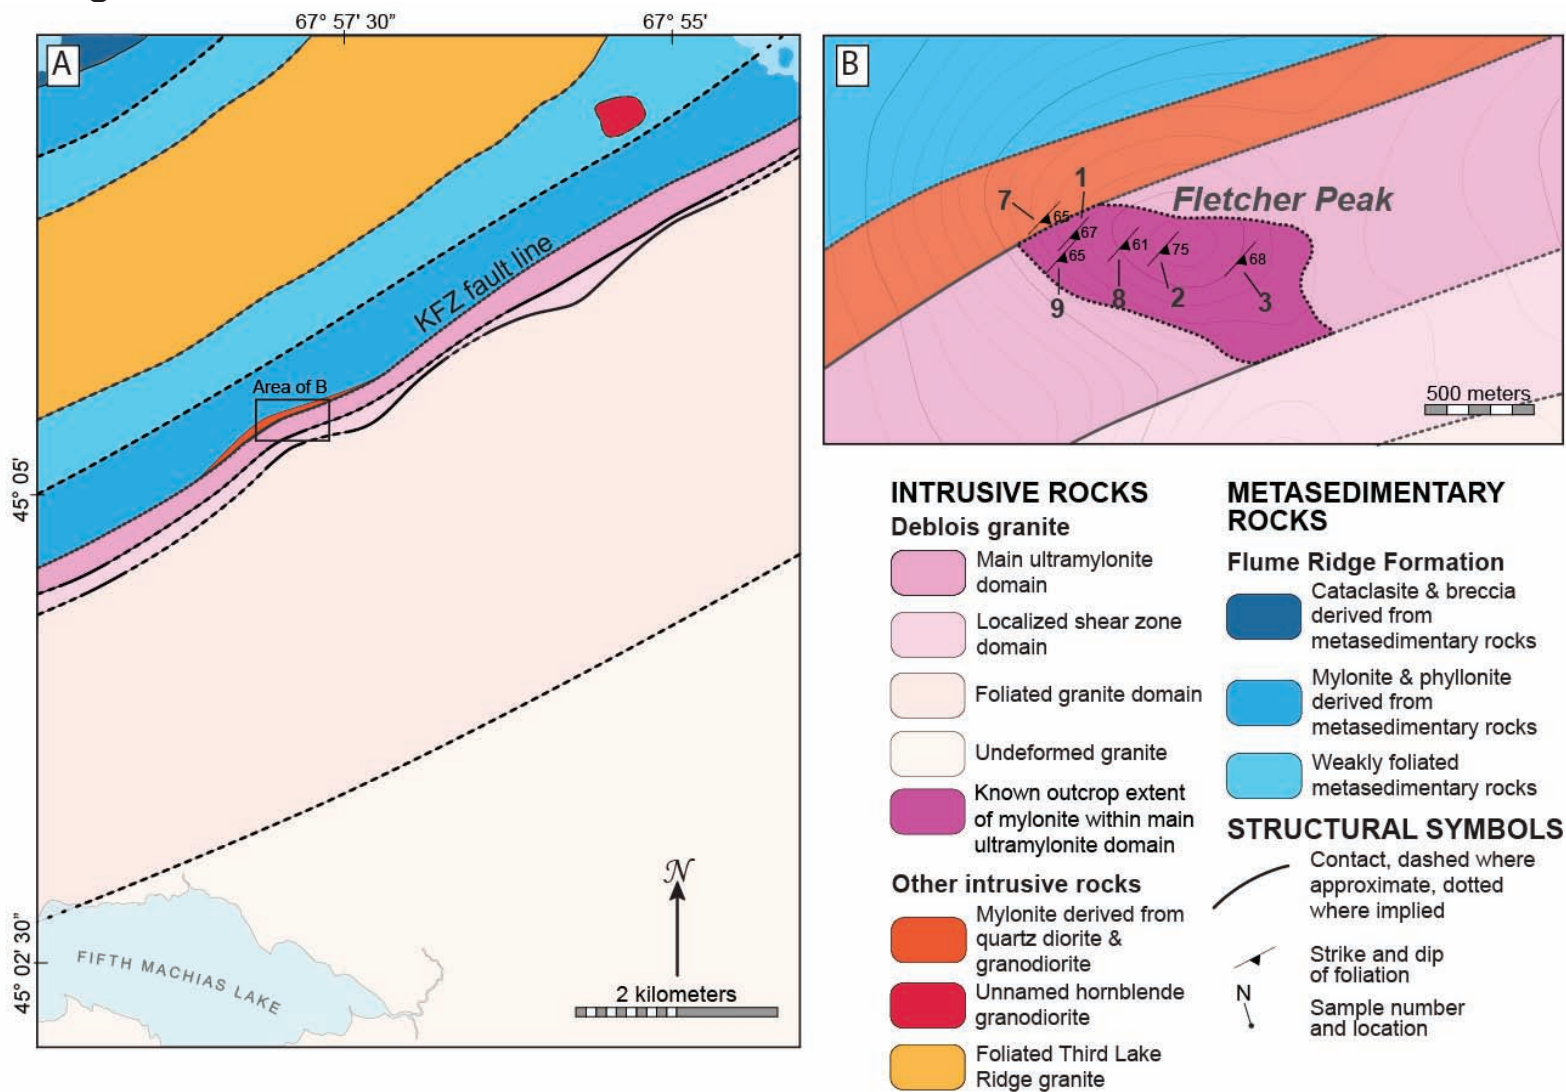 67° 57' 30”
67° 55'
A
KFZ fault line
Area of B
45° 05'
45° 02' 30”
FIFTH MACHIAS LAKE
N
2 kilometers
B
Fletcher Peak
7
1
65
67
65
61
75
68
9
8
2
3
500 meters
INTRUSIVE ROCKS
Deblois granite
Main ultramylonite
domain
Localized shear zone
domain
Foliated granite domain
Undeformed granite
Known outcrop extent
of mylonite within main
ultramylonite domain
Other intrusive rocks
Mylonite derived from
quartz diorite &
granodiorite
Unnamed hornblende
granodiorite
Foliated Third Lake
Ridge granite
METASEDIMENTARY
ROCKS
Flume Ridge Formation
Cataclasite & breccia
derived from
metasedimentary rocks
Mylonite & phyllonite
derived from
metasedimentary rocks
Weakly foliated
metasedimentary rocks
STRUCTURAL SYMBOLS
Contact, dashed where
approximate, dotted
where implied
Strike and dip
of foliation
N
Sample number
and location